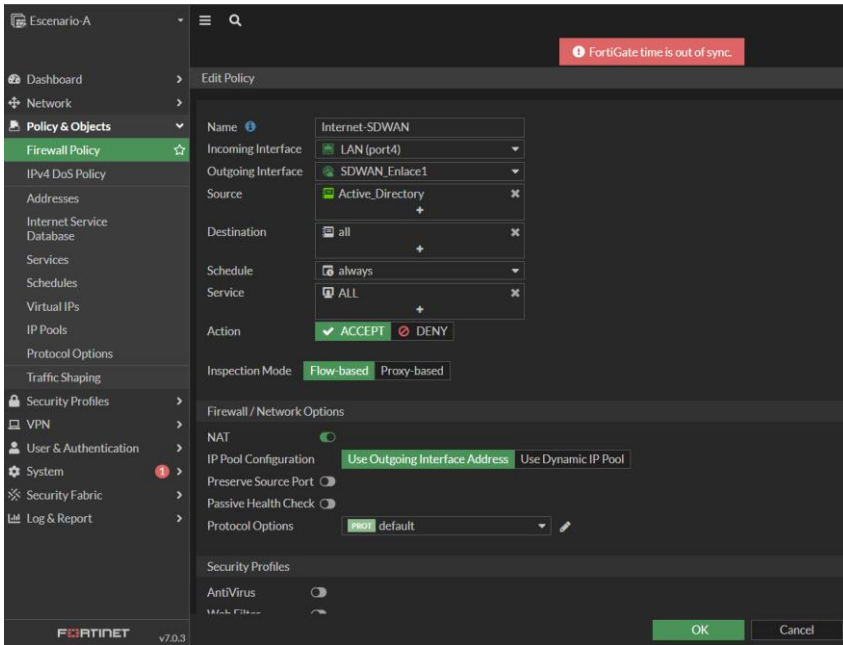 Escenario-A
FortiGate time is out of sync.
Dashboard
Network
Policy & Objects
Firewall Policy
IPv4 DoS Policy
Addresses
Internet Service
Database
Services
Schedules
Virtual IPs
IP Pools
Protocol Options
Traffic Shaping
Security Profiles
VPN
User & Authentication
System 1
Security Fabric
Log & Report
FORTINET v7.0.3
Edit Policy
Name Internet-SDWAN
Incoming Interface LAN (port4)
Outgoing Interface SDWAN_Enlace1
Source Active_Directory
+
Destination all
+
Schedule always
Service ALL
+
Action ACCEPT DENY
Inspection Mode Flow-based Proxy-based
Firewall / Network Options
NAT
IP Pool Configuration Use Outgoing Interface Address Use Dynamic IP Pool
Preserve Source Port
Passive Health Check
Protocol Options PROT default
Security Profiles
AntiVirus
Web Filter
OK Cancel